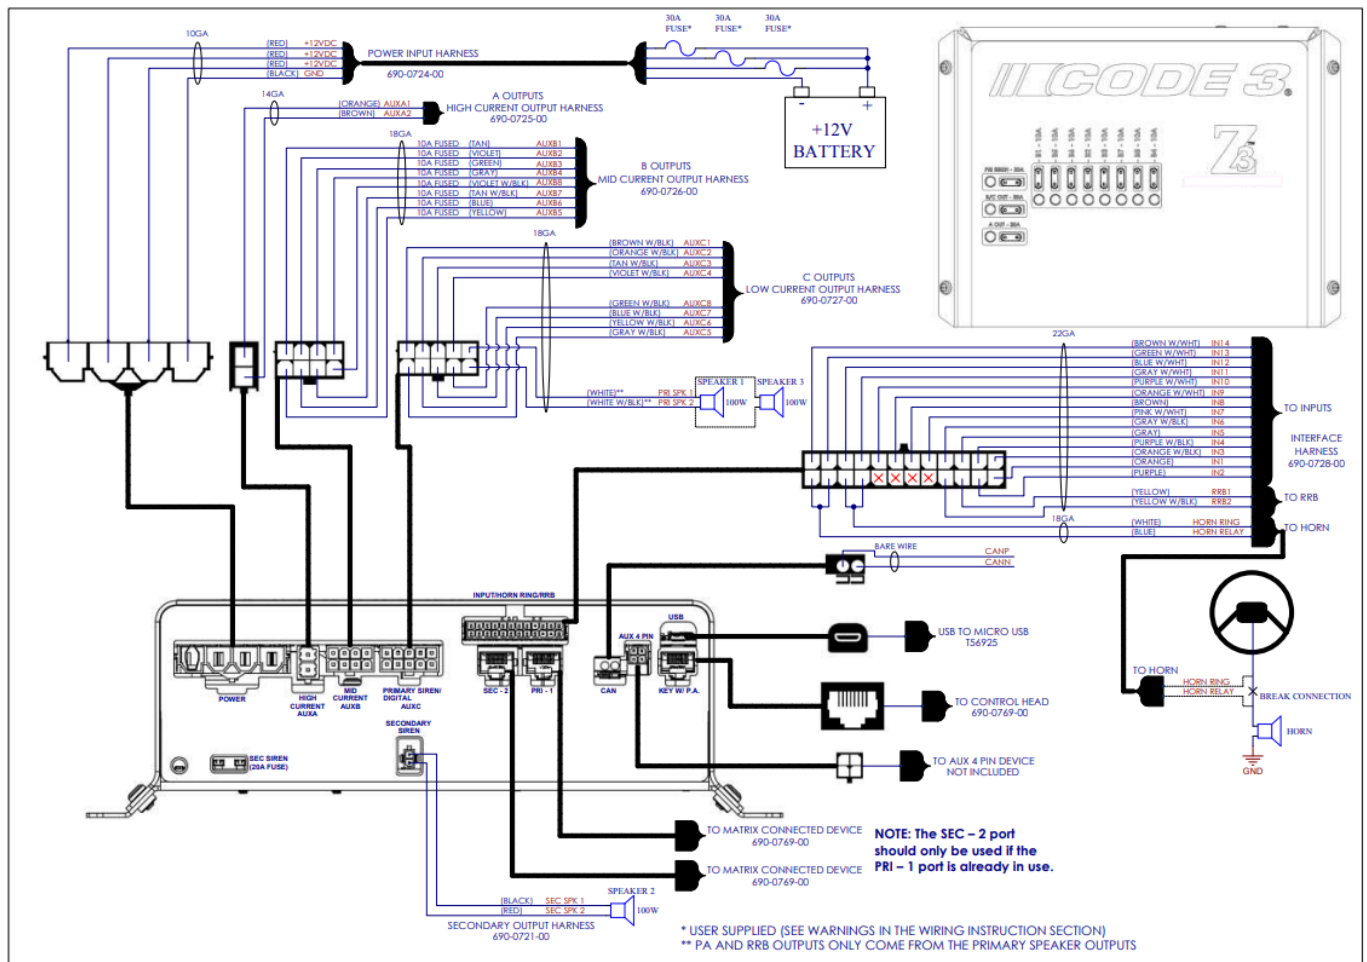 30A
FUSE*
30A
FUSE*
30A
FUSE*
10GA
(RED) +12VDC
(RED) +12VDC
(RED) +12VDC
(BLACK) GND
POWER INPUT HARNESS
690-0724-00
- +
+12V
BATTERY
14GA
(ORANGE) AUXA1
(BROWN) AUXA2
A OUTPUTS
HIGH CURRENT OUTPUT HARNESS
690-0725-00
18GA
10A FUSED (TAN) AUXB1
10A FUSED (VIOLET) AUXB2
10A FUSED (GREEN) AUXB3
10A FUSED (GRAY) AUXB4
10A FUSED (VIOLET W/BLK) AUXB8
10A FUSED (TAN W/BLK) AUXB7
10A FUSED (BLUE) AUXB6
10A FUSED (YELLOW) AUXB5
B OUTPUTS
MID CURRENT OUTPUT HARNESS
690-0726-00
18GA
(BROWN W/BLK) AUXC1
(ORANGE W/BLK) AUXC2
(TAN W/BLK) AUXC3
(VIOLET W/BLK) AUXC4
(GREEN W/BLK) AUXC8
(BLUE W/BLK) AUXC7
(YELLOW W/BLK) AUXC6
(GRAY W/BLK) AUXC5
C OUTPUTS
LOW CURRENT OUTPUT HARNESS
690-0727-00
CODE 3®
Z3™
A OUT - 20A
(WHITE)** PRI SPK 1
(WHITE W/BLK)** PRI SPK 2
SPEAKER 1
100W
SPEAKER 3
100W
22GA
(BROWN W/WHT) IN14
(GREEN W/WHT) IN13
(BLUE W/WHT) IN12
(GRAY W/WHT) IN11
(PURPLE W/WHT) IN10
(ORANGE W/WHT) IN9
(BROWN) IN8
(PINK W/WHT) IN7
(GRAY W/BLK) IN6
(GRAY) IN5
(PURPLE W/BLK) IN4
(ORANGE W/BLK) IN3
(ORANGE) IN1
(PURPLE) IN2
TO INPUTS
INTERFACE
HARNESS
690-0728-00
(YELLOW) RRB1
(YELLOW W/BLK) RRB2
TO RRB
18GA
(WHITE) HORN RING
(BLUE) HORN RELAY
TO HORN
BARE WIRE
CANP
CANN
INPUT/HORN RING/RRB
USB
AUX 4 PIN
SEC - 2
PRI - 1
CAN
KEY W/ P.A.
POWER
HIGH
CURRENT
AUXA
MID
CURRENT
AUXB
PRIMARY SIREN/
DIGITAL AUXC
SECONDARY
SIREN
SEC SIREN
(20A FUSE)
USB TO MICRO USB
T56925
TO CONTROL HEAD
690-0769-00
TO AUX 4 PIN DEVICE
NOT INCLUDED
TO HORN
HORN RING
HORN RELAY
BREAK CONNECTION
HORN
GND
TO MATRIX CONNECTED DEVICE
690-0769-00
TO MATRIX CONNECTED DEVICE
690-0769-00
NOTE: The SEC – 2 port
should only be used if the
PRI – 1 port is already in use.
(BLACK) SEC SPK 1
(RED) SEC SPK 2
SPEAKER 2
100W
SECONDARY OUTPUT HARNESS
690-0721-00
* USER SUPPLIED (SEE WARNINGS IN THE WIRING INSTRUCTION SECTION)
** PA AND RRB OUTPUTS ONLY COME FROM THE PRIMARY SPEAKER OUTPUTS